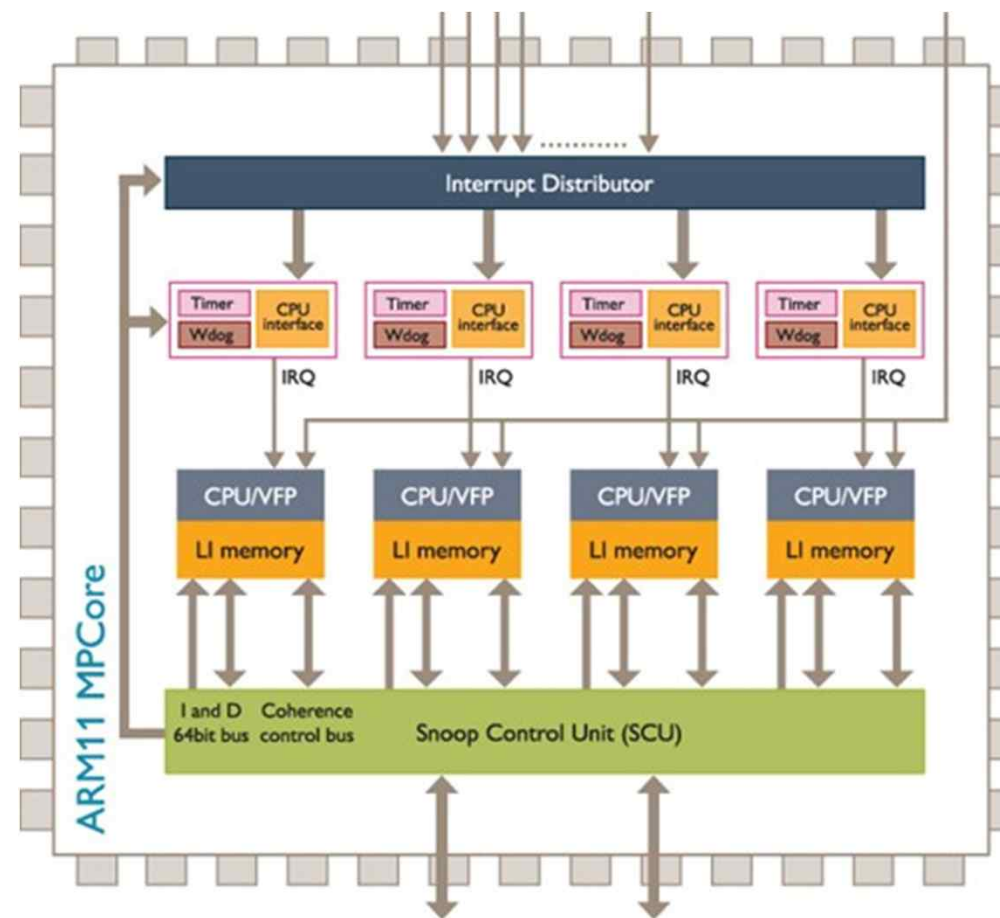 Interrupt Distributor
Timer
Wdog
CPU
interface
Timer
Wdog
CPU
interface
Timer
Wdog
CPU
interface
Timer
Wdog
CPU
interface
IRQ
IRQ
IRQ
IRQ
CPU/VFP
LI memory
CPU/VFP
LI memory
CPU/VFP
LI memory
CPU/VFP
LI memory
ARM11 MPCore
I and D
64bit bus
Coherence
control bus
Snoop Control Unit (SCU)